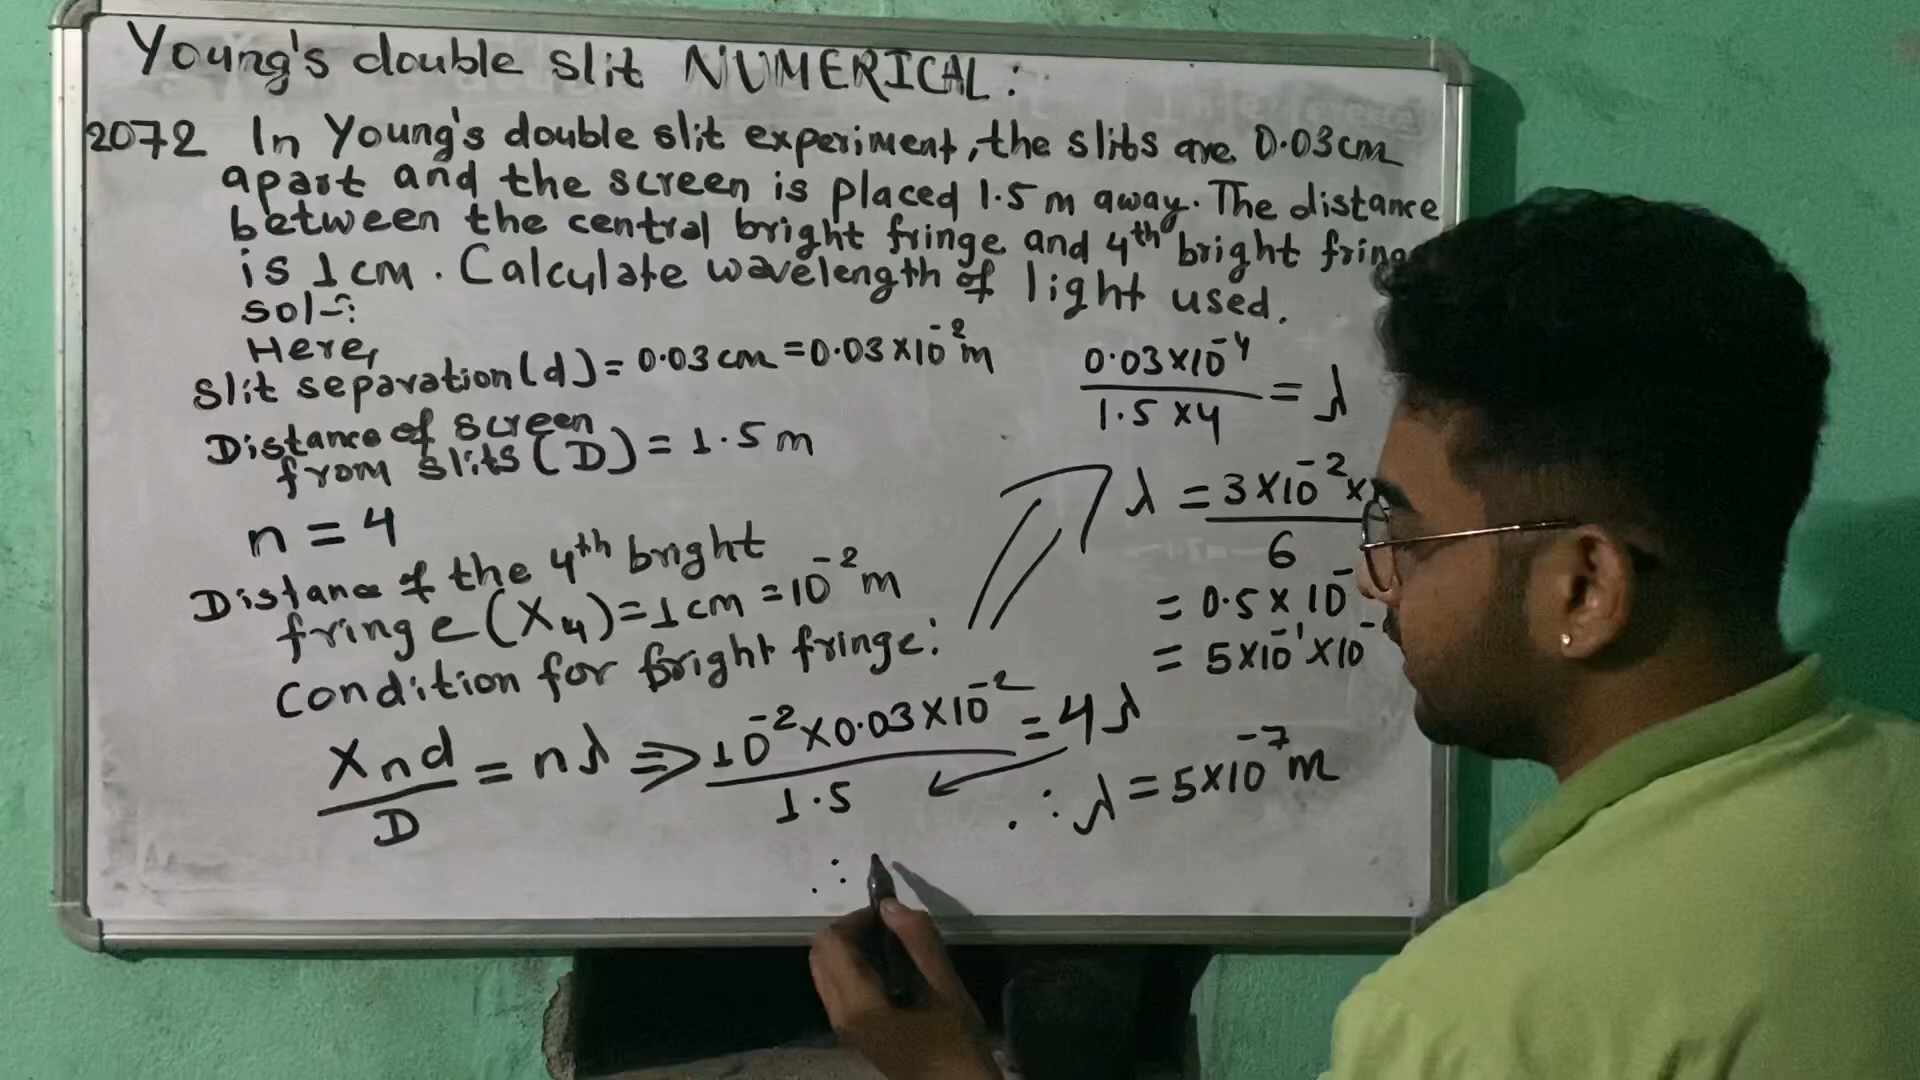 Young's double slit NUMERICAL:
2072 In Young's double slit experiment, the slits are 0.03cm
apart and the screen is placed 1.5 m away. The distance
between the central bright fringe and 4th bright fringe
is 1 cm. Calculate wavelength of light used.
Sol-:
Here,
Slit separation (d) = 0.03 cm = 0.03 × 10⁻² m
Distance of screen
from slits (D) = 1.5 m
n = 4
Distance of the 4th bright
fringe (X₄) = 1 cm = 10⁻² m
Condition for bright fringe:
Xₙd/D = nλ ⇒ 10⁻² × 0.03 × 10⁻²/1.5 = 4λ
0.03 × 10⁻⁴/1.5 × 4 = λ
λ = 3 × 10⁻² ×/6
= 0.5 × 10⁻
= 5 × 10⁻¹ × 10⁻
∴ λ = 5 × 10⁻⁷ m
∴